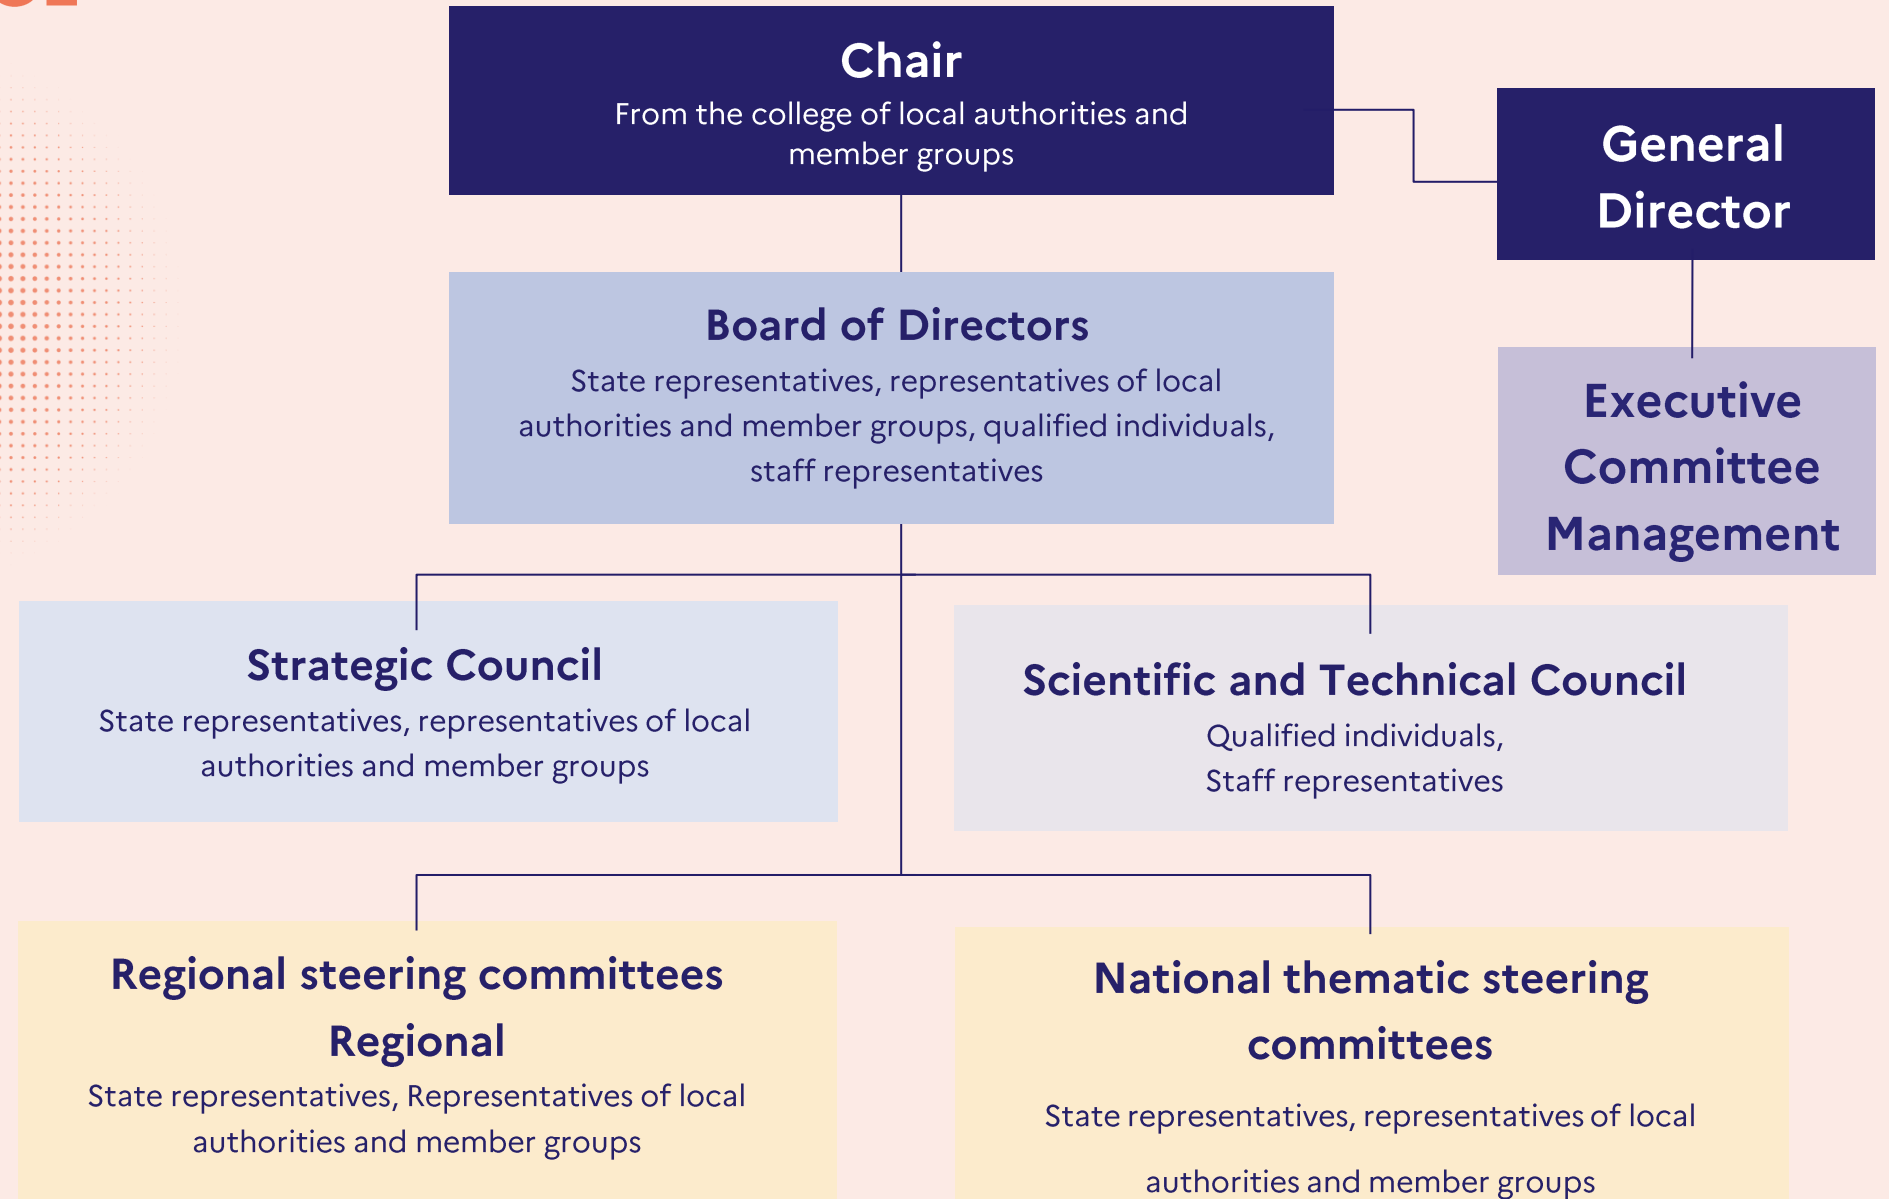 Chair
From the college of local authorities and
member groups
General
Director
Board of Directors
State representatives, representatives of local
authorities and member groups, qualified individuals,
staff representatives
Executive
Committee
Management
Strategic Council
State representatives, representatives of local
authorities and member groups
Scientific and Technical Council
Qualified individuals,
Staff representatives
Regional steering committees
Regional
State representatives, Representatives of local
authorities and member groups
National thematic steering
committees
State representatives, representatives of local
authorities and member groups